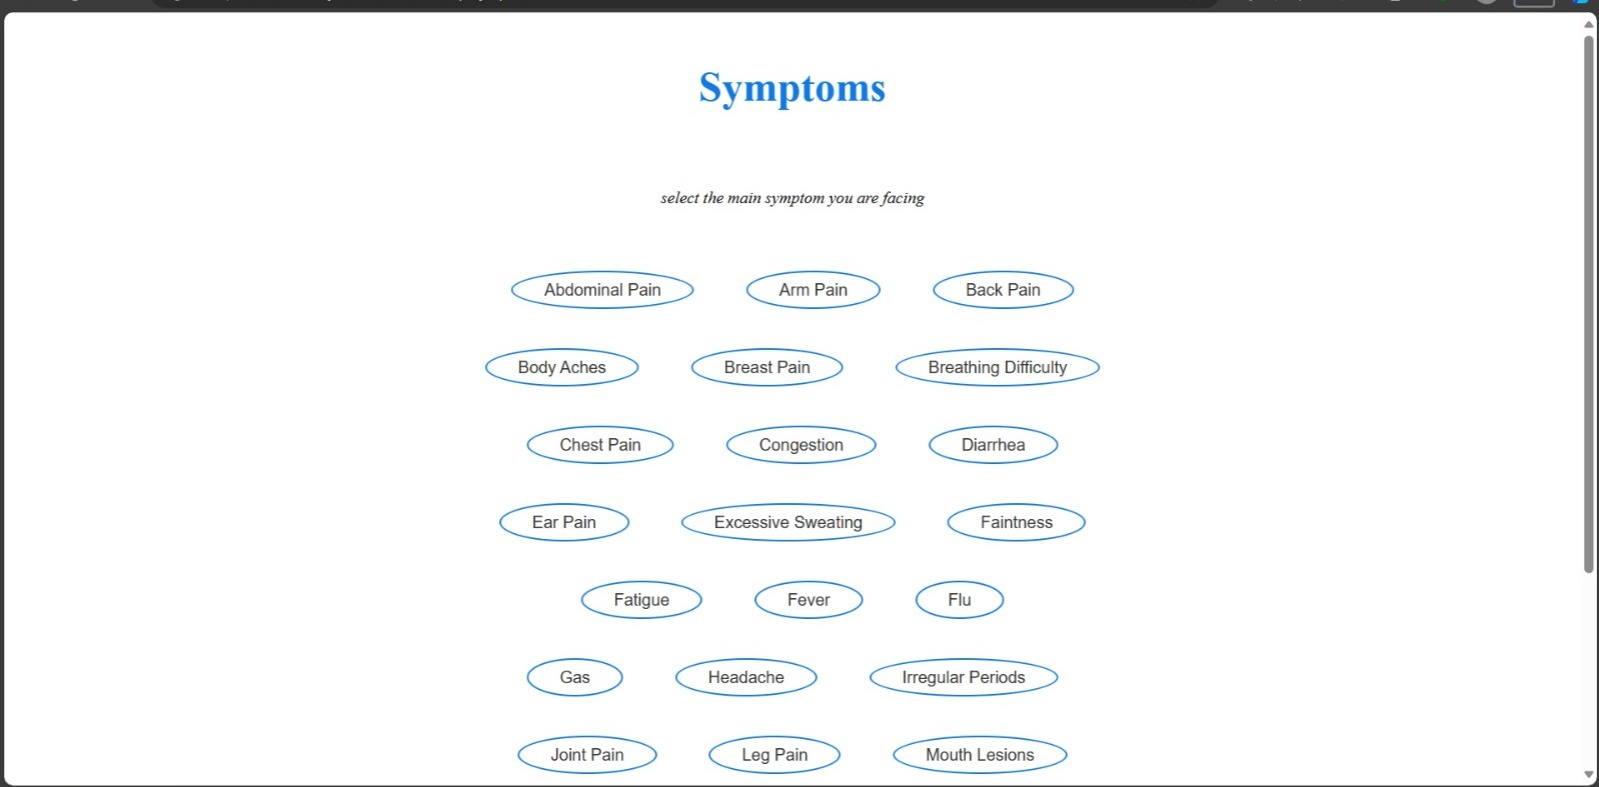 Symptoms
select the main symptom you are facing
Abdominal Pain Arm Pain Back Pain
Body Aches Breast Pain Breathing Difficulty
Chest Pain Congestion Diarrhea
Ear Pain Excessive Sweating Faintness
Fatigue Fever Flu
Gas Headache Irregular Periods
Joint Pain Leg Pain Mouth Lesions